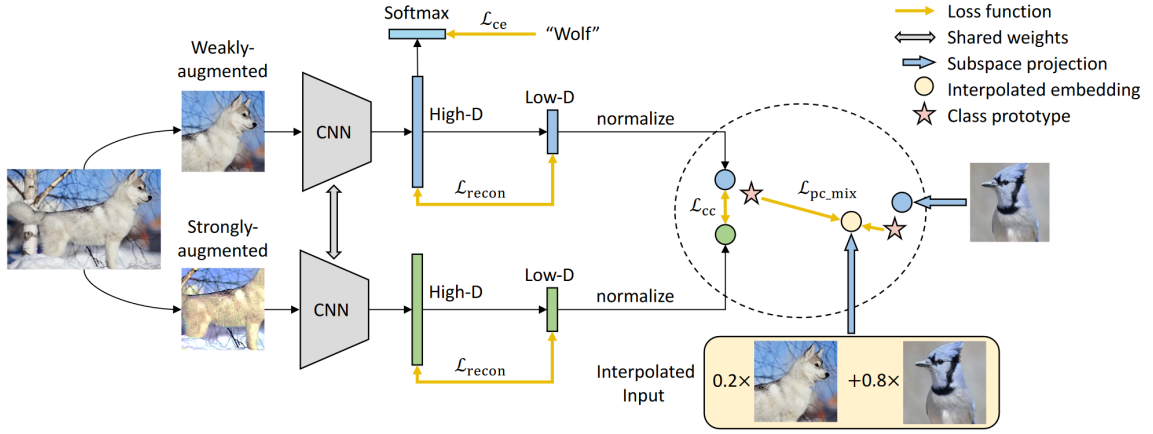 Softmax
ℒce
“Wolf”
Weakly-
augmented
CNN
High-D
Low-D
normalize
ℒrecon
Loss function
Shared weights
Subspace projection
Interpolated embedding
Class prototype
ℒcc
ℒpc_mix
Strongly-
augmented
CNN
High-D
Low-D
normalize
ℒrecon
Interpolated
Input
0.2×
+0.8×